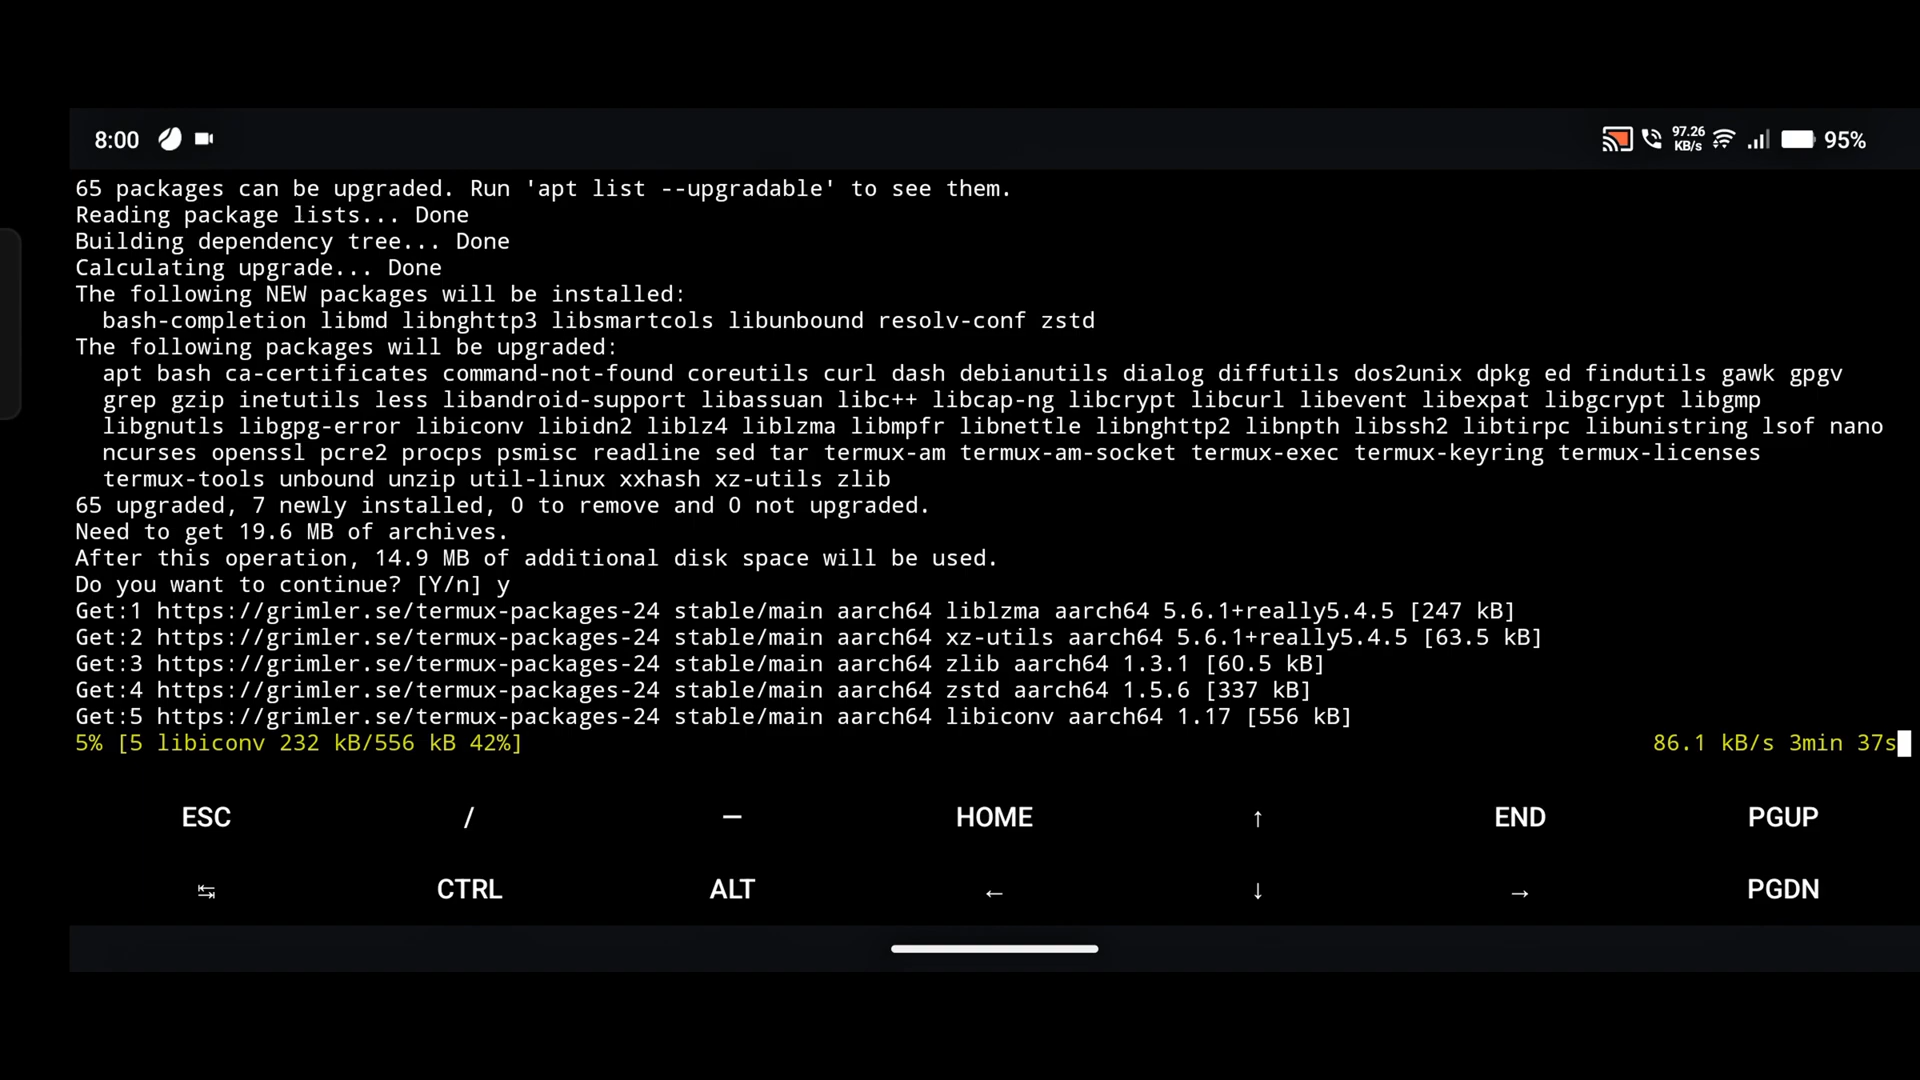 8:00 97.26 KB/s 95%
65 packages can be upgraded. Run 'apt list --upgradable' to see them.
Reading package lists... Done
Building dependency tree... Done
Calculating upgrade... Done
The following NEW packages will be installed:
  bash-completion libmd libnghttp3 libsmartcols libunbound resolv-conf zstd
The following packages will be upgraded:
  apt bash ca-certificates command-not-found coreutils curl dash debianutils dialog diffutils dos2unix dpkg ed findutils gawk gpgv
  grep gzip inetutils less libandroid-support libassuan libc++ libcap-ng libcrypt libcurl libevent libexpat libgcrypt libgmp
  libgnutls libgpg-error libiconv libidn2 liblz4 liblzma libmpfr libnettle libnghttp2 libnpth libssh2 libtirpc libunistring lsof nano
  ncurses openssl pcre2 procps psmisc readline sed tar termux-am termux-am-socket termux-exec termux-keyring termux-licenses
  termux-tools unbound unzip util-linux xxhash xz-utils zlib
65 upgraded, 7 newly installed, 0 to remove and 0 not upgraded.
Need to get 19.6 MB of archives.
After this operation, 14.9 MB of additional disk space will be used.
Do you want to continue? [Y/n] y
Get:1 https://grimler.se/termux-packages-24 stable/main aarch64 liblzma aarch64 5.6.1+really5.4.5 [247 kB]
Get:2 https://grimler.se/termux-packages-24 stable/main aarch64 xz-utils aarch64 5.6.1+really5.4.5 [63.5 kB]
Get:3 https://grimler.se/termux-packages-24 stable/main aarch64 zlib aarch64 1.3.1 [60.5 kB]
Get:4 https://grimler.se/termux-packages-24 stable/main aarch64 zstd aarch64 1.5.6 [337 kB]
Get:5 https://grimler.se/termux-packages-24 stable/main aarch64 libiconv aarch64 1.17 [556 kB]
5% [5 libiconv 232 kB/556 kB 42%] 86.1 kB/s 3min 37s
ESC / — HOME ↑ END PGUP
↹ CTRL ALT ← ↓ → PGDN